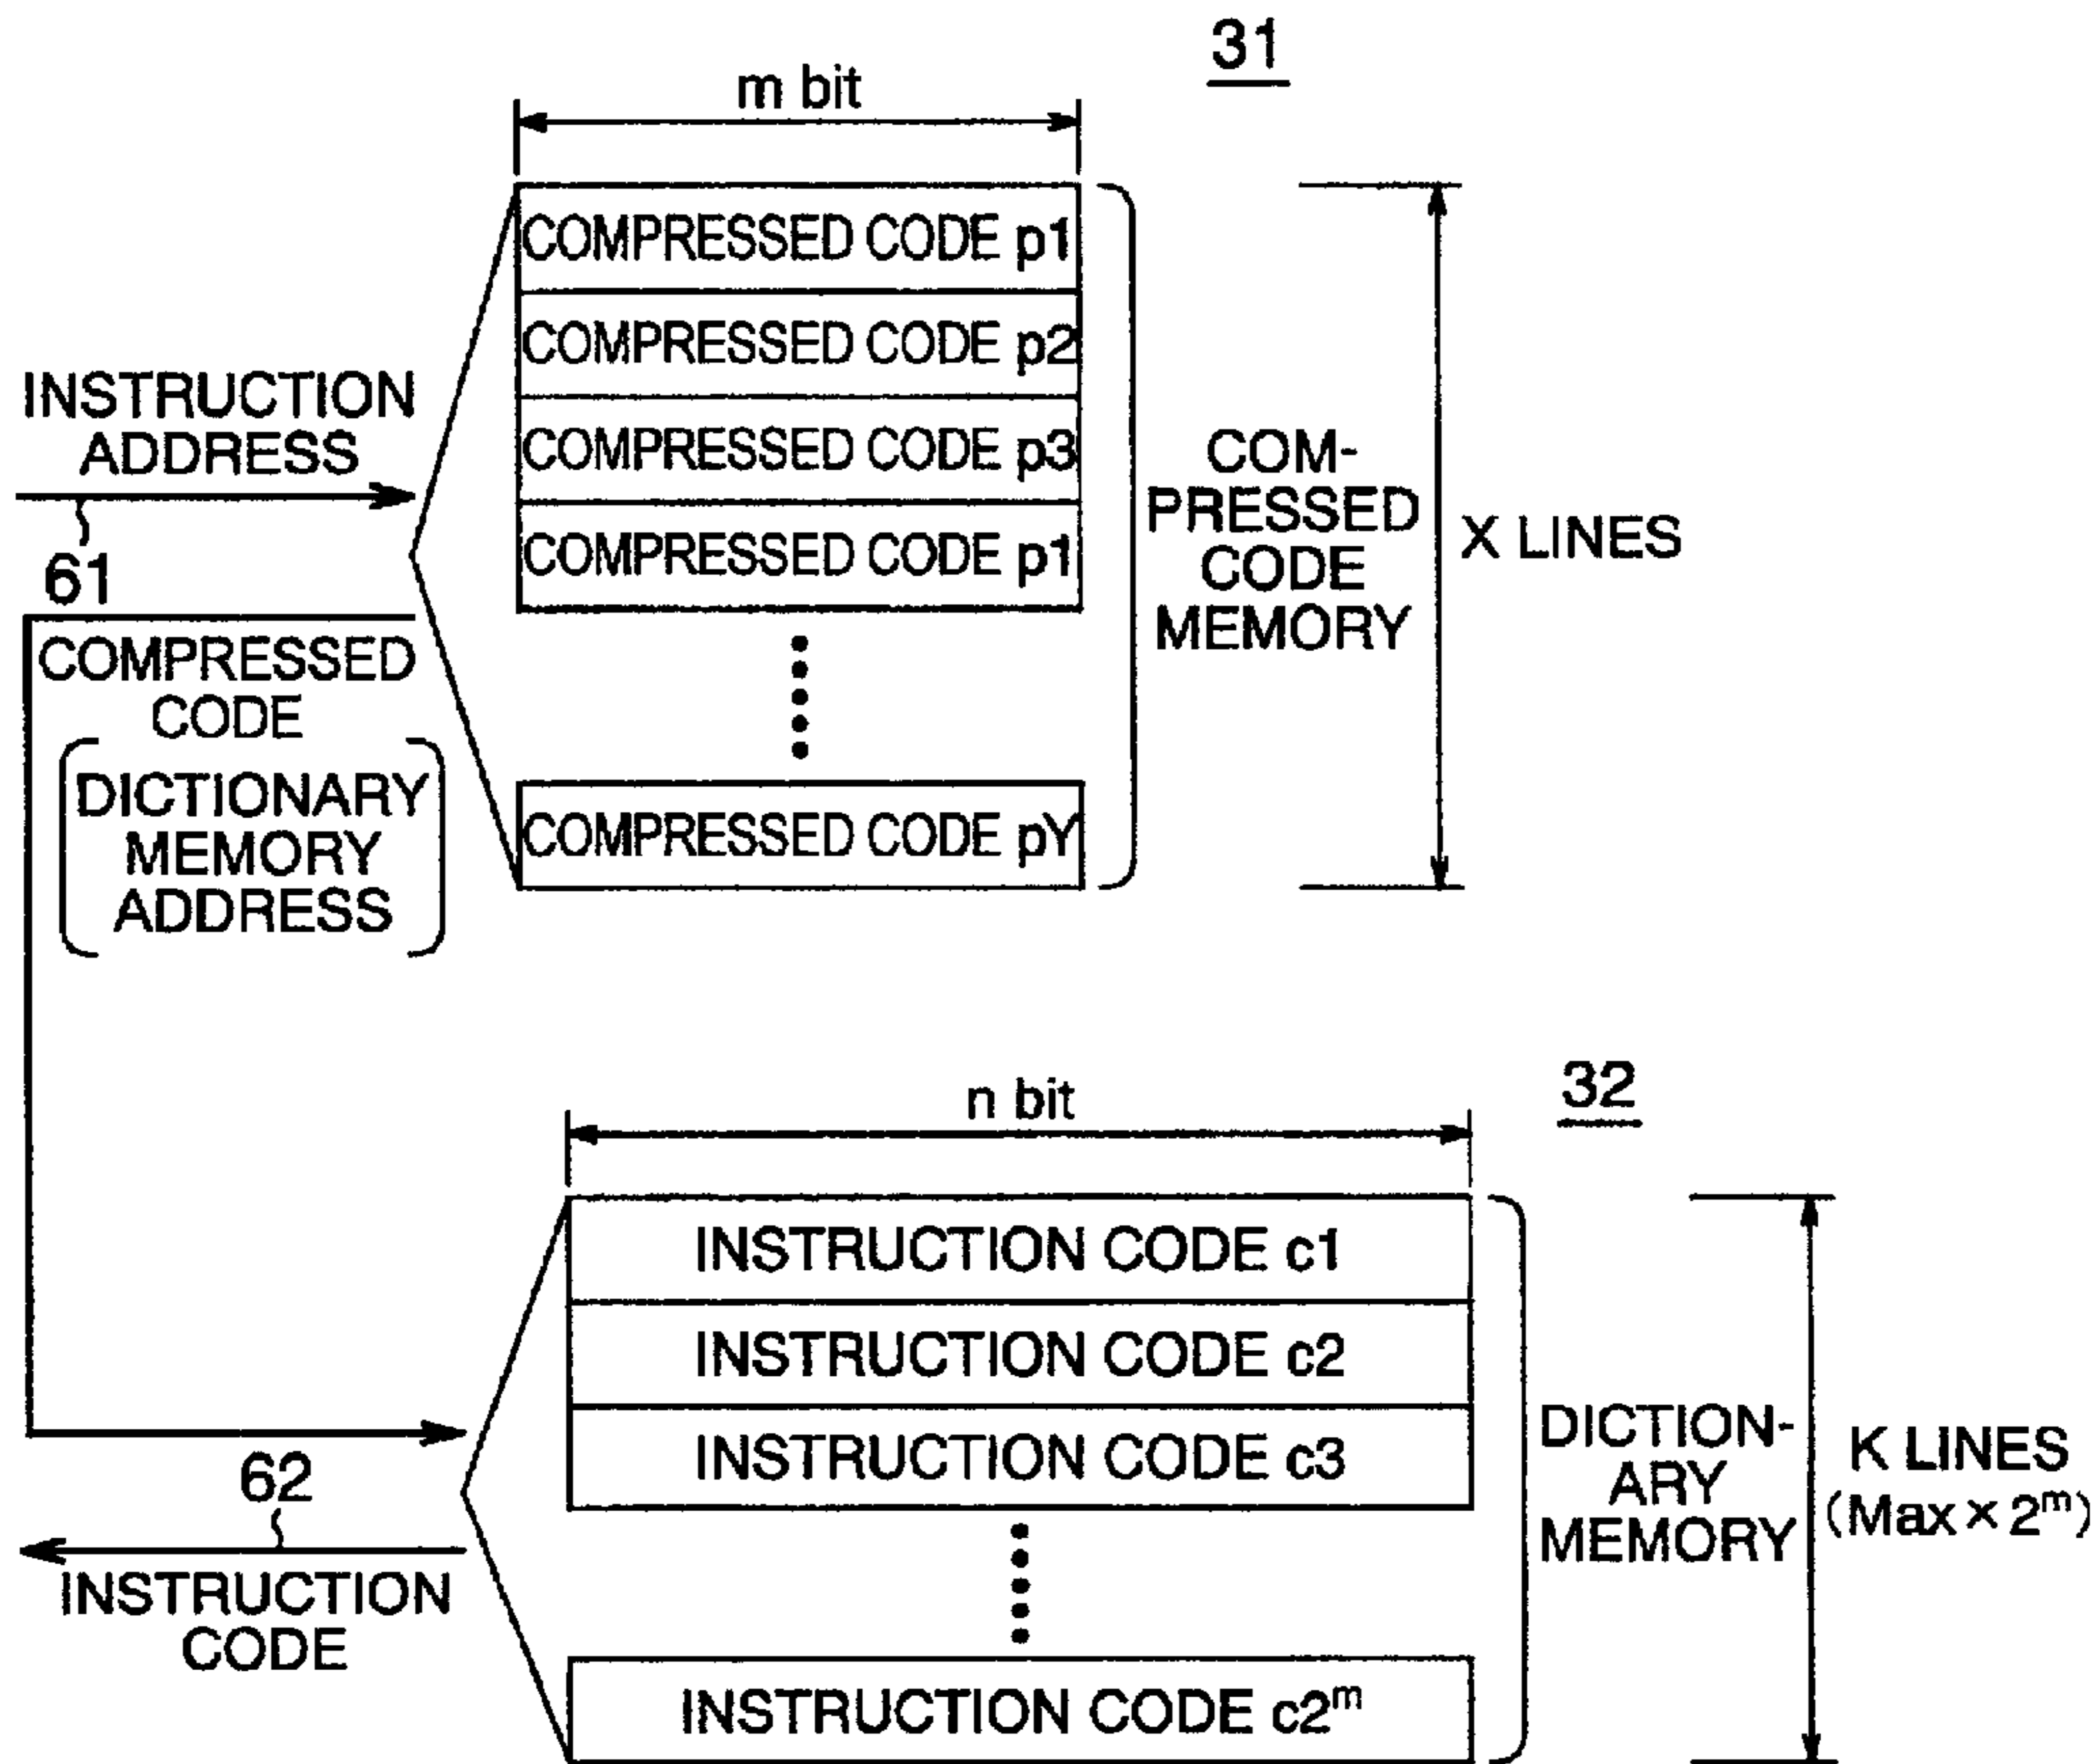 31
m bit
COMPRESSED CODE p1
COMPRESSED CODE p2
COMPRESSED CODE p3
COMPRESSED CODE p1
COMPRESSED CODE pY
COM-
PRESSED
CODE
MEMORY
X LINES
INSTRUCTION
ADDRESS
61
COMPRESSED
CODE
DICTIONARY
MEMORY
ADDRESS
32
n bit
INSTRUCTION CODE c1
INSTRUCTION CODE c2
INSTRUCTION CODE c3
INSTRUCTION CODE c2ᵐ
DICTION-
ARY
MEMORY
K LINES
(Max × 2ᵐ)
62
INSTRUCTION
CODE